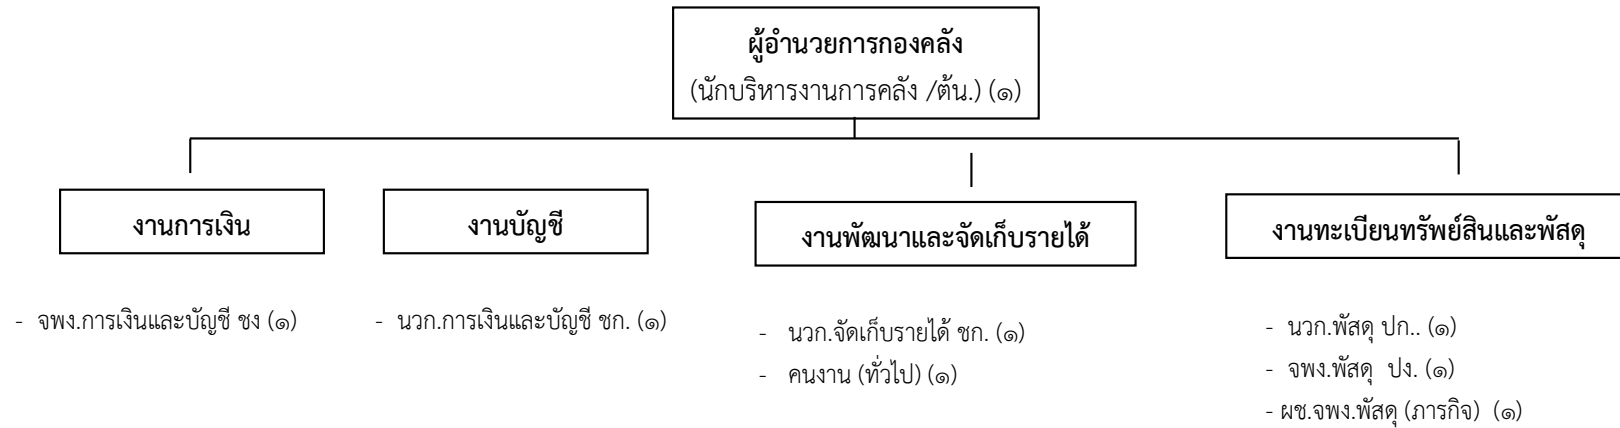 ผู้อำนวยการกองคลัง
(นักบริหารงานการคลัง /ต้น.) (๑)
งานการเงิน
- จพง.การเงินและบัญชี ชง (๑)
งานบัญชี
- นวก.การเงินและบัญชี ชก. (๑)
งานพัฒนาและจัดเก็บรายได้
- นวก.จัดเก็บรายได้ ชก. (๑)
- คนงาน (ทั่วไป) (๑)
งานทะเบียนทรัพย์สินและพัสดุ
- นวก.พัสดุ ปก.. (๑)
- จพง.พัสดุ ปง. (๑)
- ผช.จพง.พัสดุ (ภารกิจ) (๑)